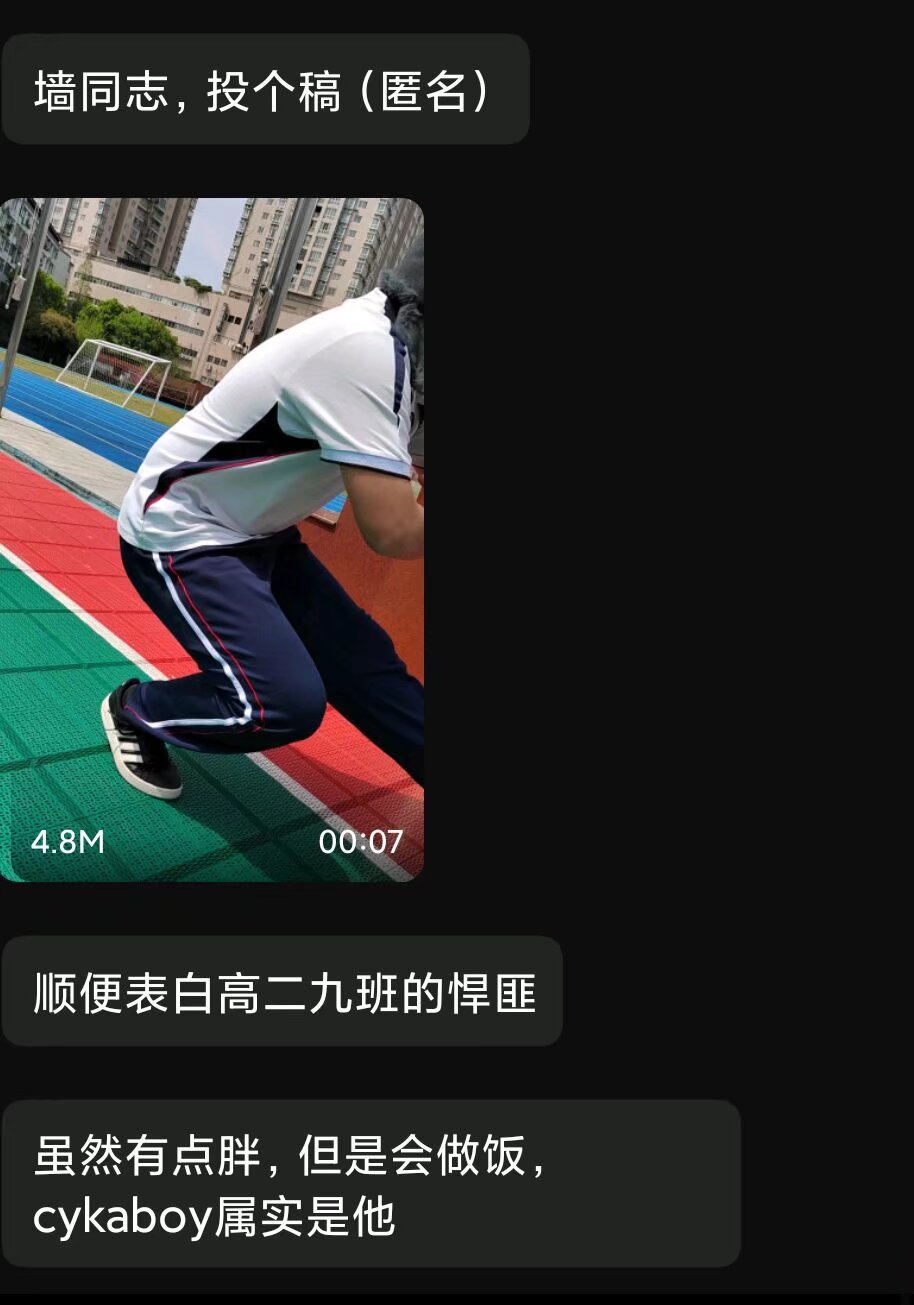 墙同志，投个稿（匿名）
4.8M
00:07
顺便表白高二九班的悍匪
虽然有点胖，但是会做饭，
cykaboy属实是他